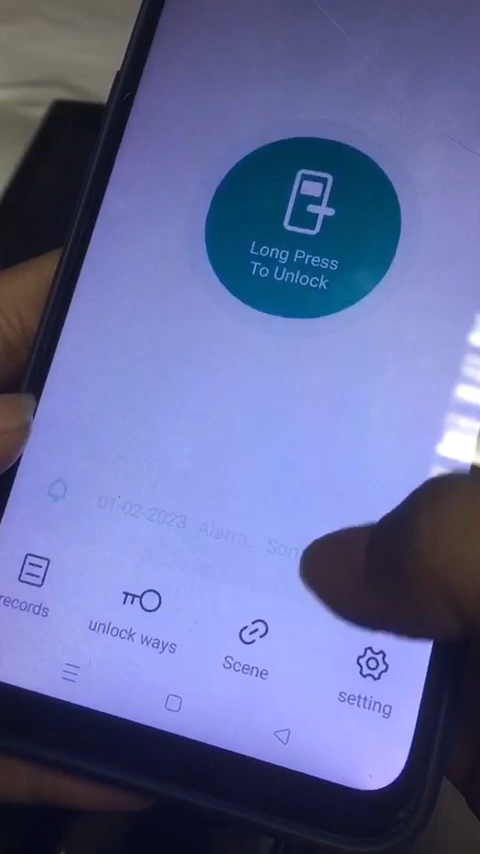 Long Press
To Unlock
01-02-2023 Alarm,
records
unlock ways
Scene
setting